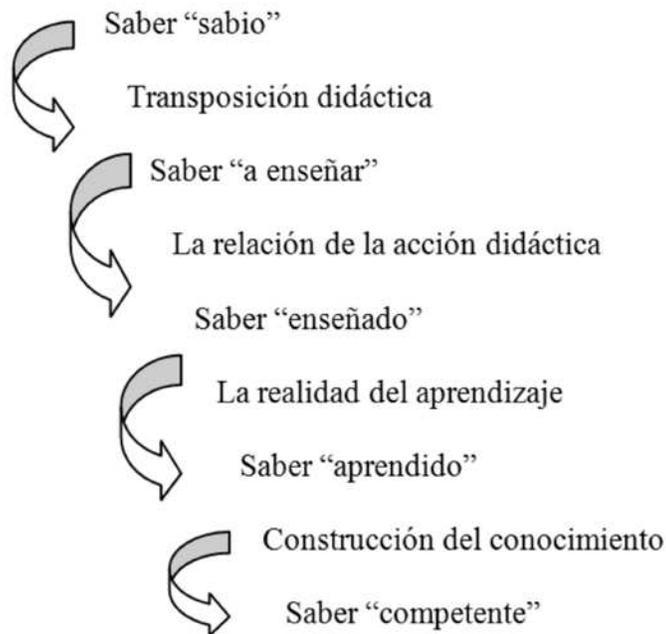 Saber “sabio”
Transposición didáctica
Saber “a enseñar”
La relación de la acción didáctica
Saber “enseñado”
La realidad del aprendizaje
Saber “aprendido”
Construcción del conocimiento
Saber “competente”